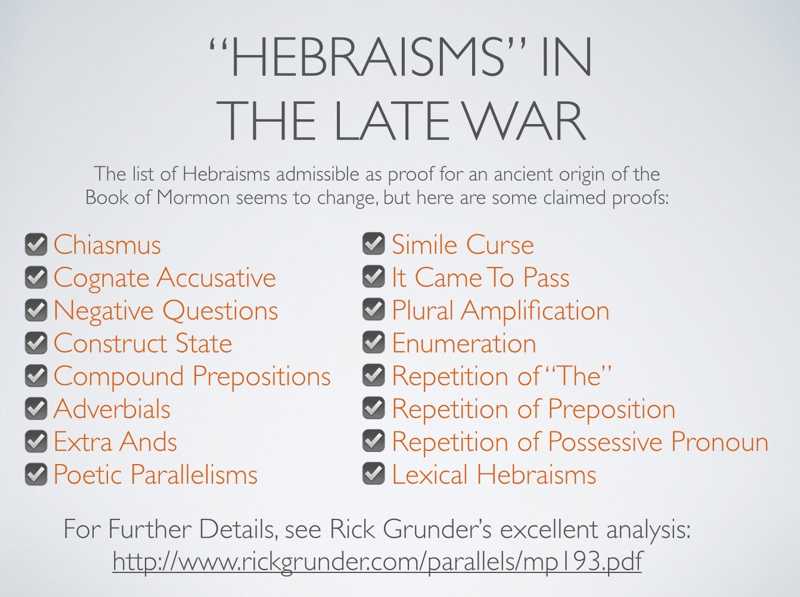 “HEBRAISMS” IN
THE LATE WAR
The list of Hebraisms admissible as proof for an ancient origin of the
Book of Mormon seems to change, but here are some claimed proofs:
Chiasmus
Cognate Accusative
Negative Questions
Construct State
Compound Prepositions
Adverbials
Extra Ands
Poetic Parallelisms
Simile Curse
It Came To Pass
Plural Amplification
Enumeration
Repetition of “The”
Repetition of Preposition
Repetition of Possessive Pronoun
Lexical Hebraisms
For Further Details, see Rick Grunder’s excellent analysis:
http://www.rickgrunder.com/parallels/mp193.pdf